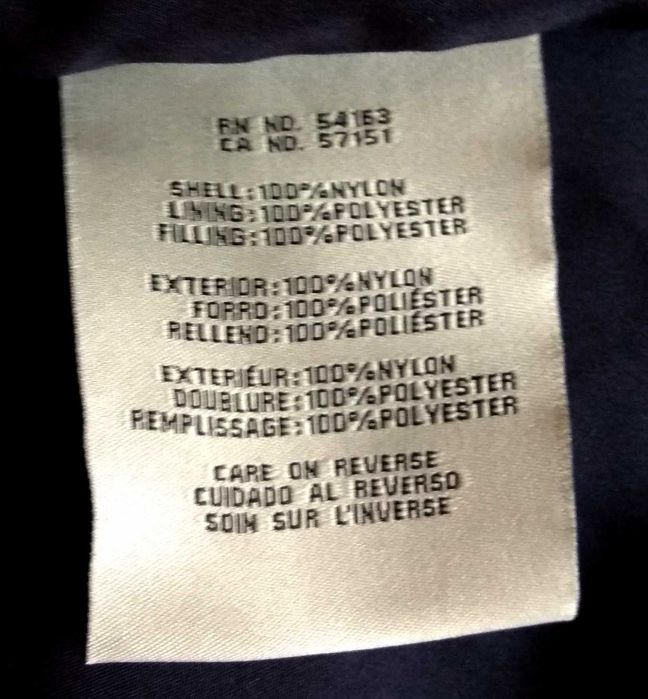 RN NO. 54163
CA NO. 57151
SHELL:100%NYLON
LINING:100%POLYESTER
FILLING:100%POLYESTER
EXTERIOR:100%NYLON
FORRO:100%POLIÉSTER
RELLENO:100%POLIÉSTER
EXTERIÉUR:100%NYLON
DOUBLURE:100%POLYESTER
REMPLISSAGE:100%POLYESTER
CARE ON REVERSE
CUIDADO AL REVERSO
SOIN SUR L'INVERSE